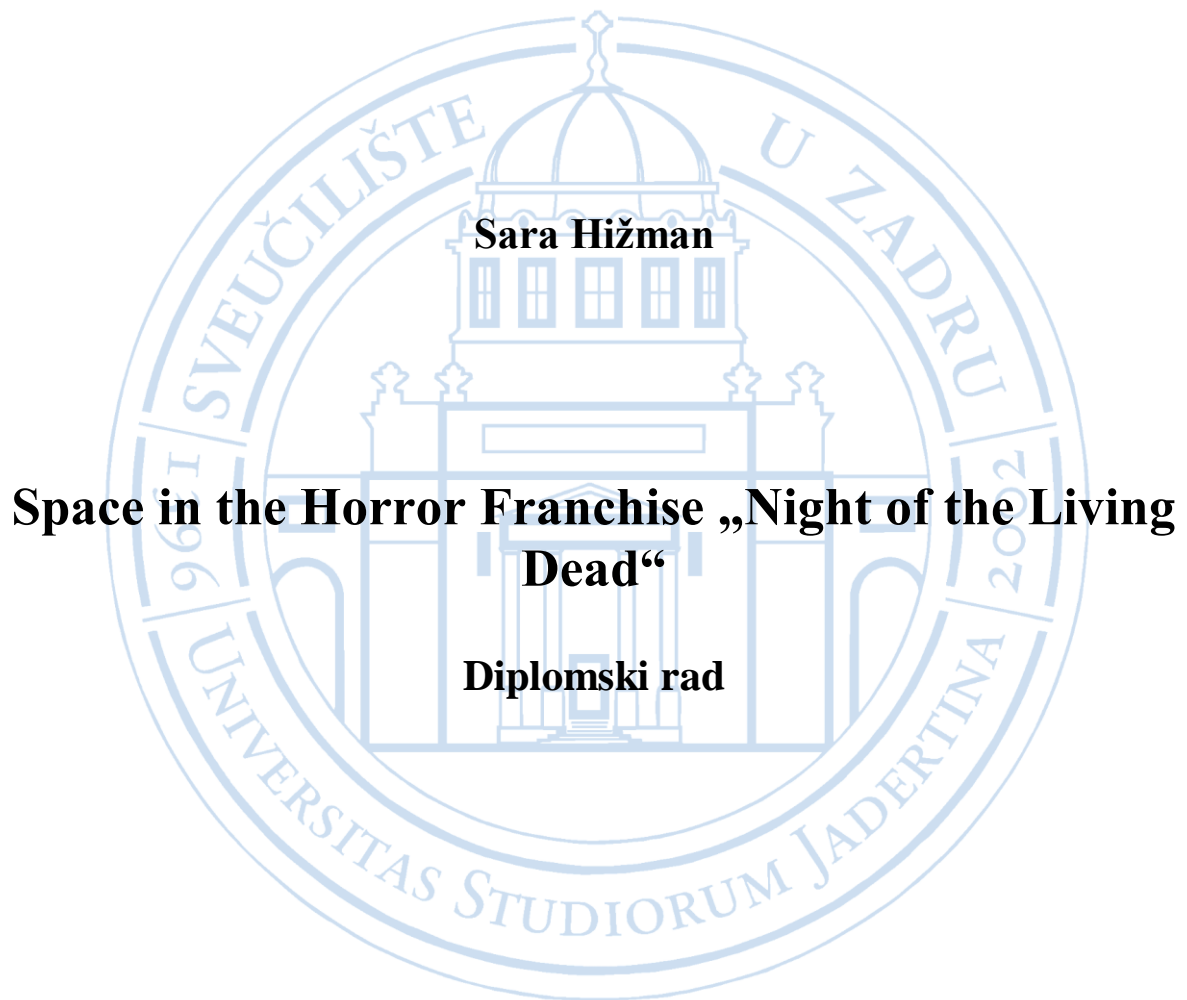 SVEUČILIŠTE U ZADRU
Sara Hižman
1396
2002
Space in the Horror Franchise „Night of the Living
Dead“
Diplomski rad
UNIVERSITAS STUDIORUM JADERTINA